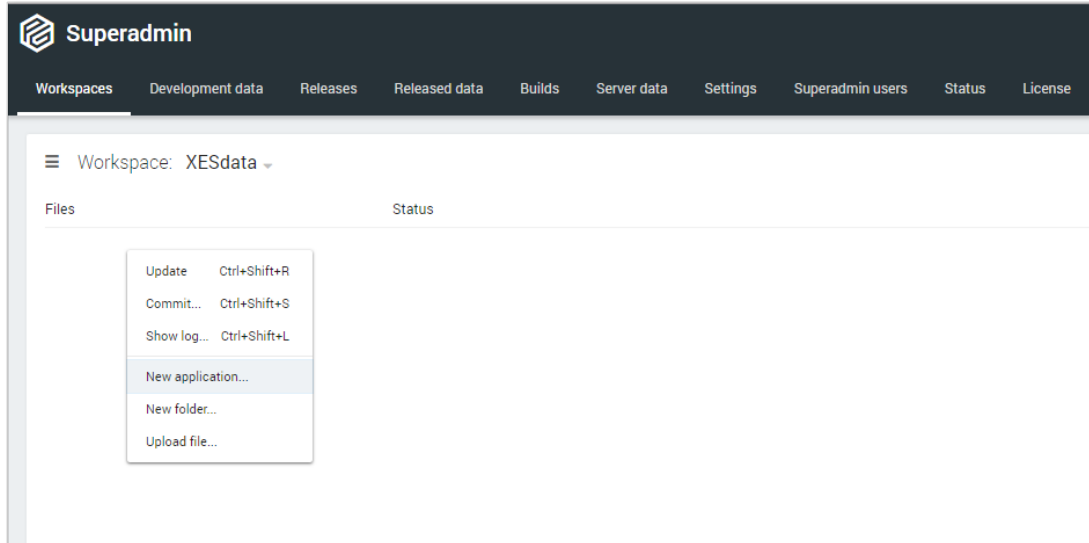 Superadmin
Workspaces Development data Releases Released data Builds Server data Settings Superadmin users Status License
Workspace: XESdata
Files Status
Update Ctrl+Shift+R
Commit... Ctrl+Shift+S
Show log... Ctrl+Shift+L
New application...
New folder...
Upload file...